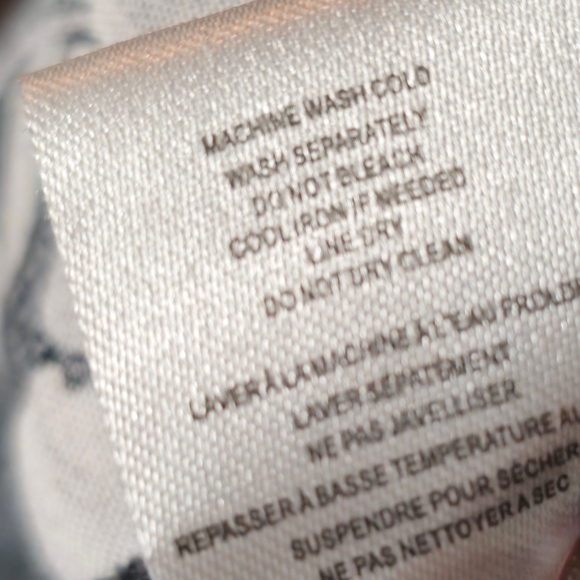 MACHINE WASH COLD
WASH SEPARATELY
DO NOT BLEACH
COOL IRON IF NEEDED
LINE DRY
DO NOT DRY CLEAN
LAVER À LA MACHINE À L'EAU FROIDE
LAVER SÉPATEMENT
NE PAS JAVELLISER
REPASSER À BASSE TEMPÉRATURE AU
SUSPENDRE POUR SÉCHER
NE PAS NETTOYER A SEC